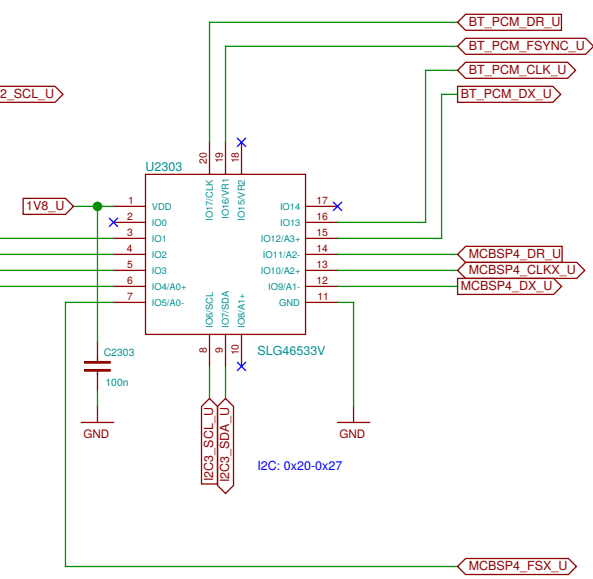 BT_PCM_DR_U
BT_PCM_FSYNC_U
BT_PCM_CLK_U
2_SCL_U
BT_PCM_DX_U
U2303
20
19
18
IO17/CLK
IO16/VR1
IO15/VR2
1V8_U
1
VDD
IO14
17
2
IO0
IO13
16
3
IO1
IO12/A3+
15
4
IO2
IO11/A2-
14
MCBSP4_DR_U
5
IO3
IO10/A2+
13
MCBSP4_CLKX_U
6
IO4/A0+
IO9/A1-
12
MCBSP4_DX_U
7
IO5/A0-
GND
11
IO6/SCL
IO7/SDA
IO8/A1+
8
9
10
SLG46533V
C2303
100n
GND
I2C3_SCL_U
I2C3_SDA_U
GND
I2C: 0x20-0x27
MCBSP4_FSX_U